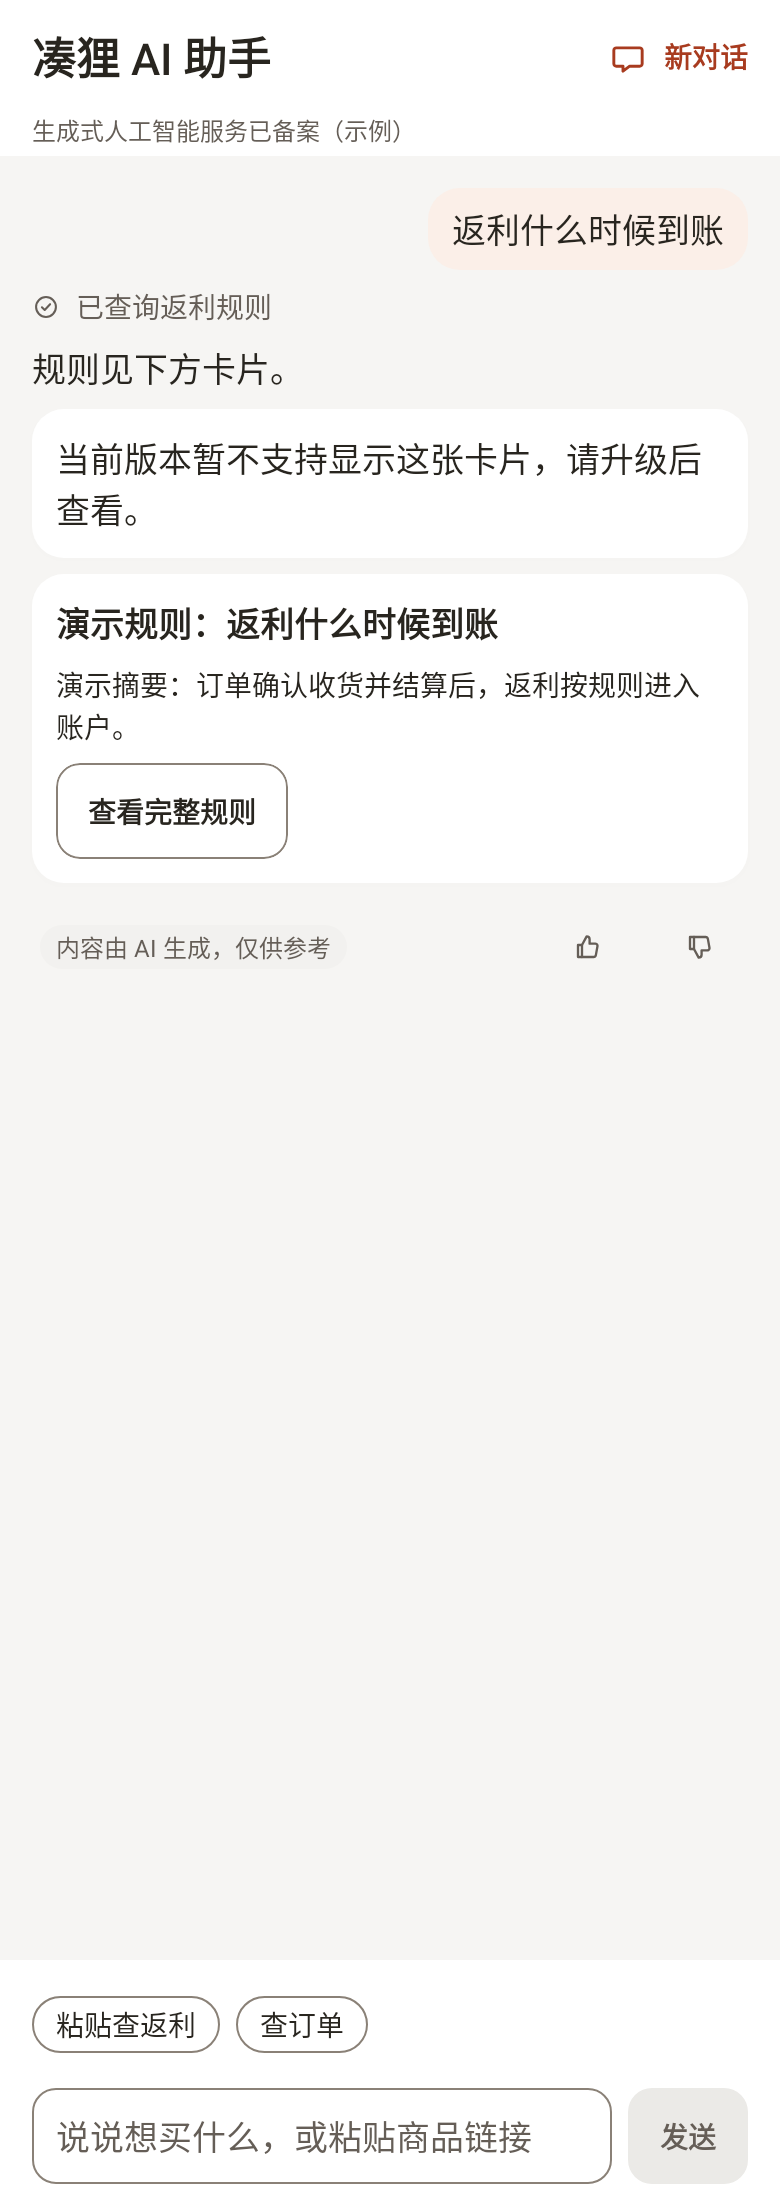 凑狸 AI 助手
新对话
生成式人工智能服务已备案（示例）
返利什么时候到账
已查询返利规则
规则见下方卡片。
当前版本暂不支持显示这张卡片，请升级后
查看。
演示规则：返利什么时候到账
演示摘要：订单确认收货并结算后，返利按规则进入
账户。
查看完整规则
内容由 AI 生成，仅供参考
粘贴查返利
查订单
说说想买什么，或粘贴商品链接
发送